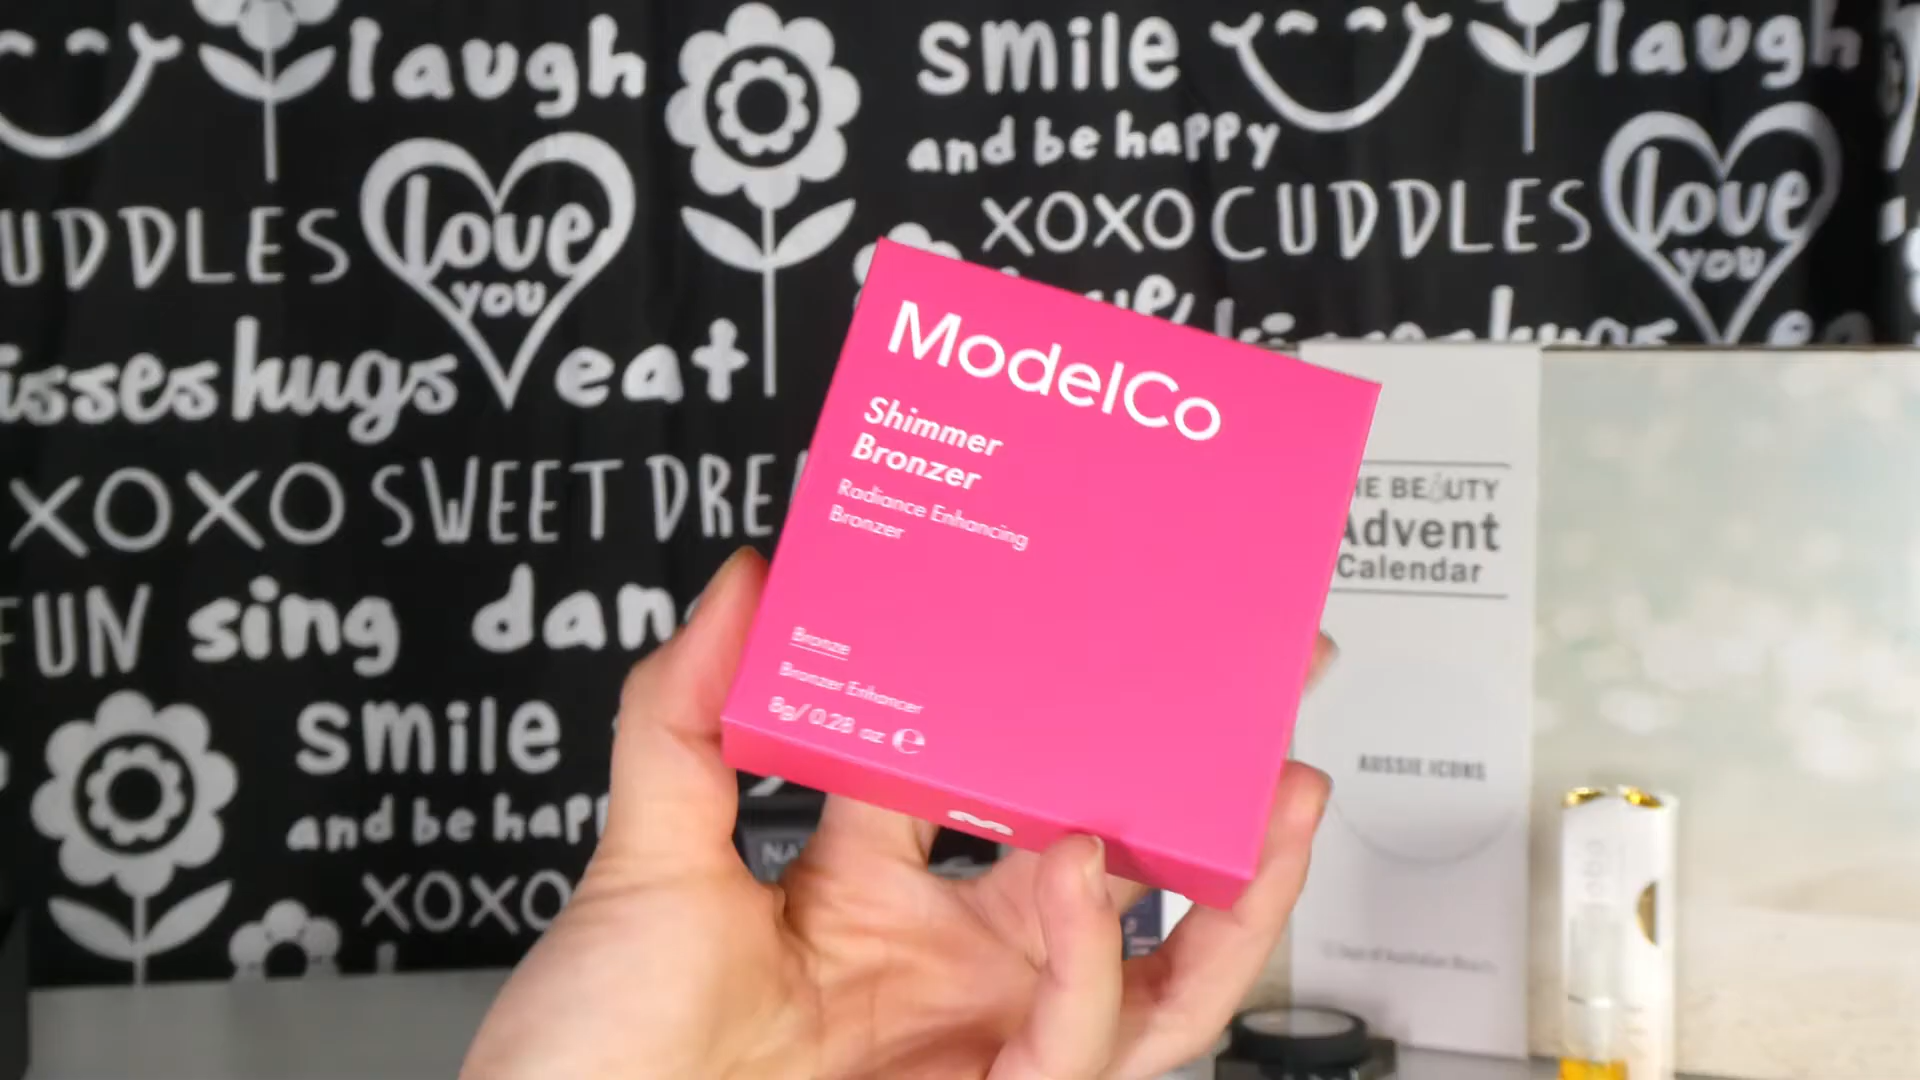 laugh
smile
laugh
and be happy
love
you
UDDLES
XOXO CUDDLES
love
you
isses hugs
eat
XOXO SWEET DRE
FUN sing dan
smile
and be happ
XOXO
ModelCo
Shimmer
Bronzer
Radiance Enhancing
Bronzer
Bronze
Bronzer Enhancer
8g/ 0.28 oz e
HE BEAUTY
Advent
Calendar
AUSSIE ICONS